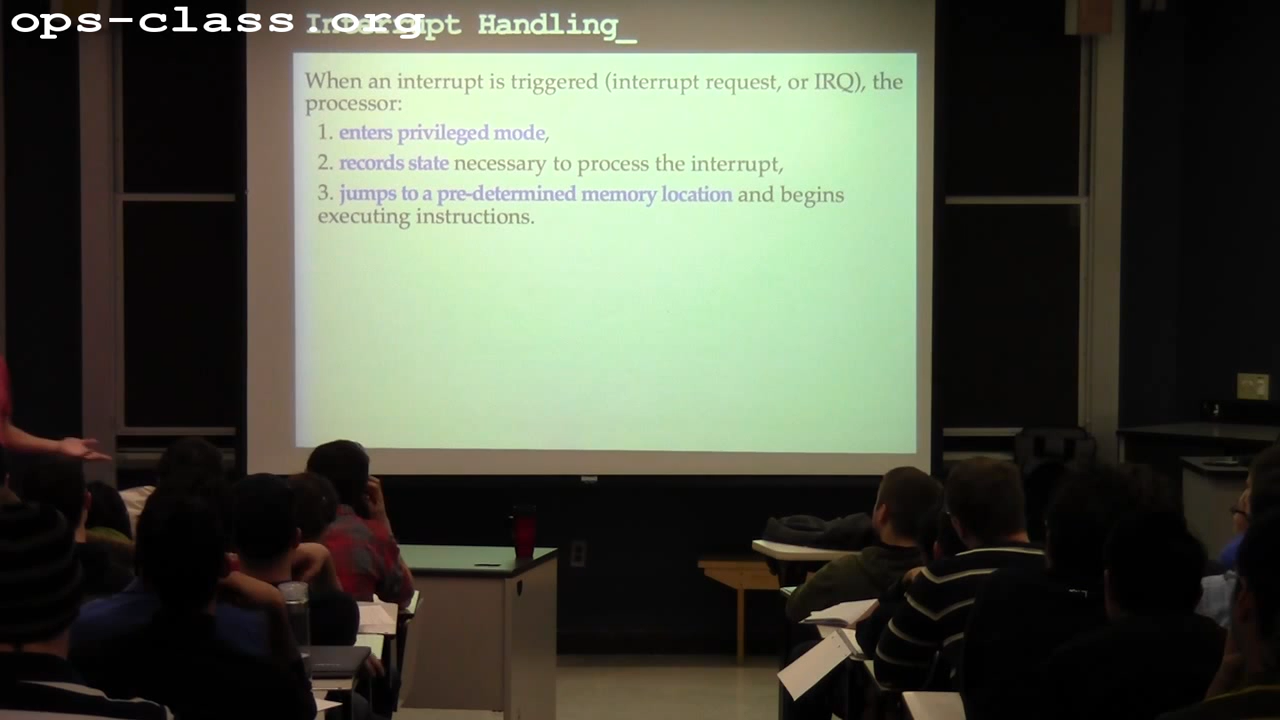 ops-class.org
Interrupt Handling_
When an interrupt is triggered (interrupt request, or IRQ), the
processor:
1. enters privileged mode,
2. records state necessary to process the interrupt,
3. jumps to a pre-determined memory location and begins
executing instructions.